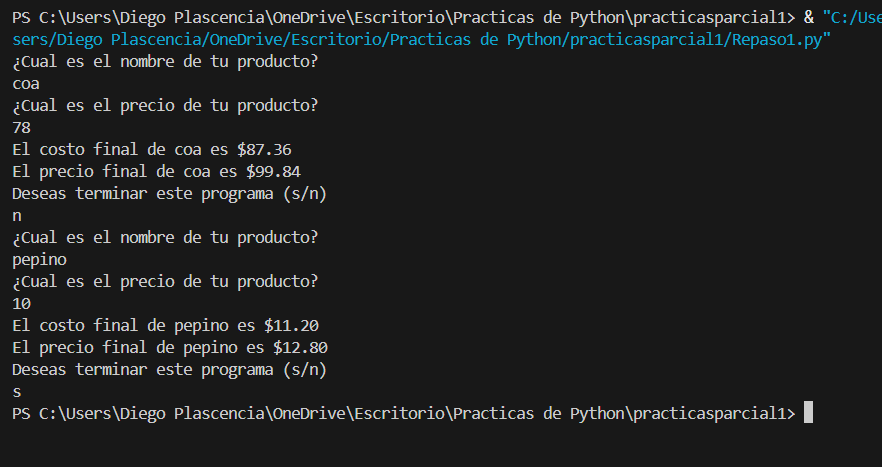 PS C:\Users\Diego Plascencia\OneDrive\Escritorio\Practicas de Python\practicasparcial1> & "C:/Use
sers/Diego Plascencia/OneDrive/Escritorio/Practicas de Python/practicasparcial1/Repaso1.py"
¿Cual es el nombre de tu producto?
coa
¿Cual es el precio de tu producto?
78
El costo final de coa es $87.36
El precio final de coa es $99.84
Deseas terminar este programa (s/n)
n
¿Cual es el nombre de tu producto?
pepino
¿Cual es el precio de tu producto?
10
El costo final de pepino es $11.20
El precio final de pepino es $12.80
Deseas terminar este programa (s/n)
s
PS C:\Users\Diego Plascencia\OneDrive\Escritorio\Practicas de Python\practicasparcial1>